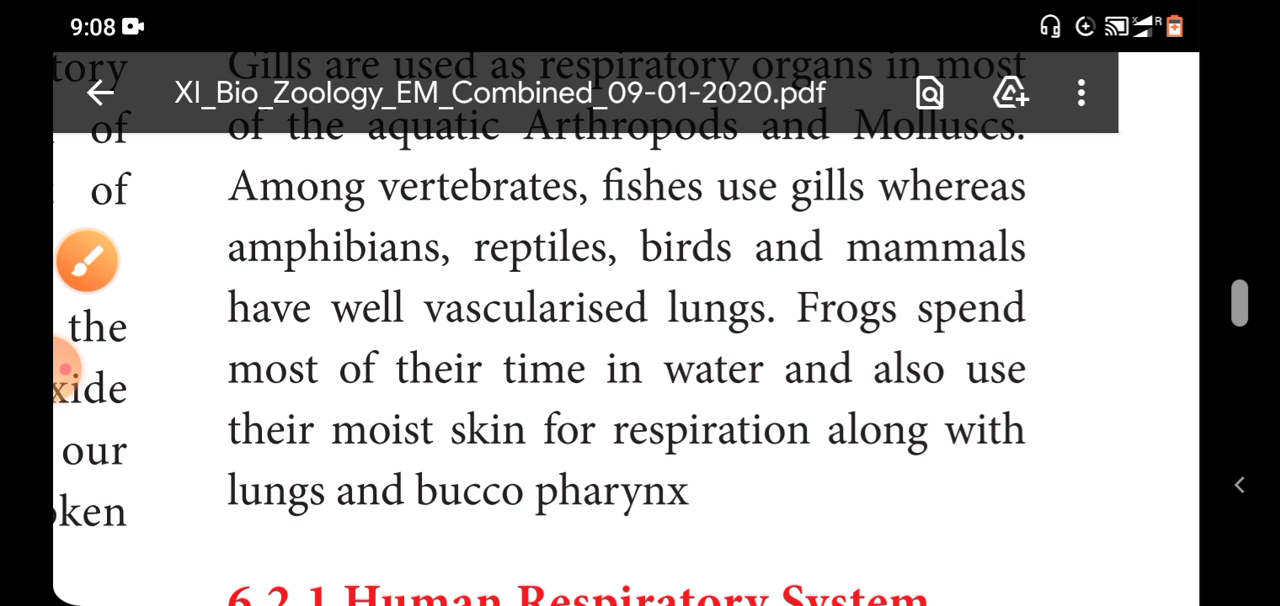 9:08
R
XI_Bio_Zoology_EM_Combined_09-01-2020.pdf
tory
of
of
the
xide
our
ken
Gills are used as respiratory organs in most
of the aquatic Arthropods and Molluscs.
Among vertebrates, fishes use gills whereas
amphibians, reptiles, birds and mammals
have well vascularised lungs. Frogs spend
most of their time in water and also use
their moist skin for respiration along with
lungs and bucco pharynx
6.2.1 Human Respiratory System